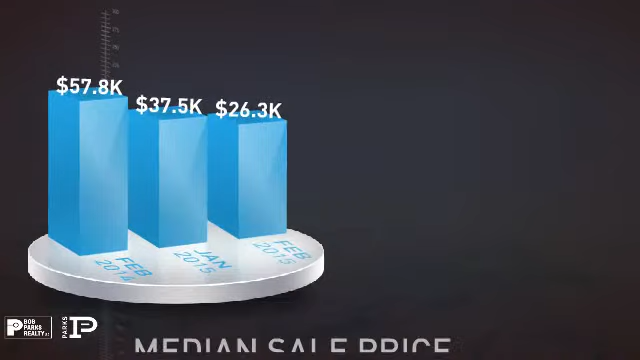 $57.8K
$37.5K
$26.3K
FEB
2014
JAN
2015
FEB
2015
BOB
PARKS
REALTY
PARKS
MEDIAN SALE PRICE